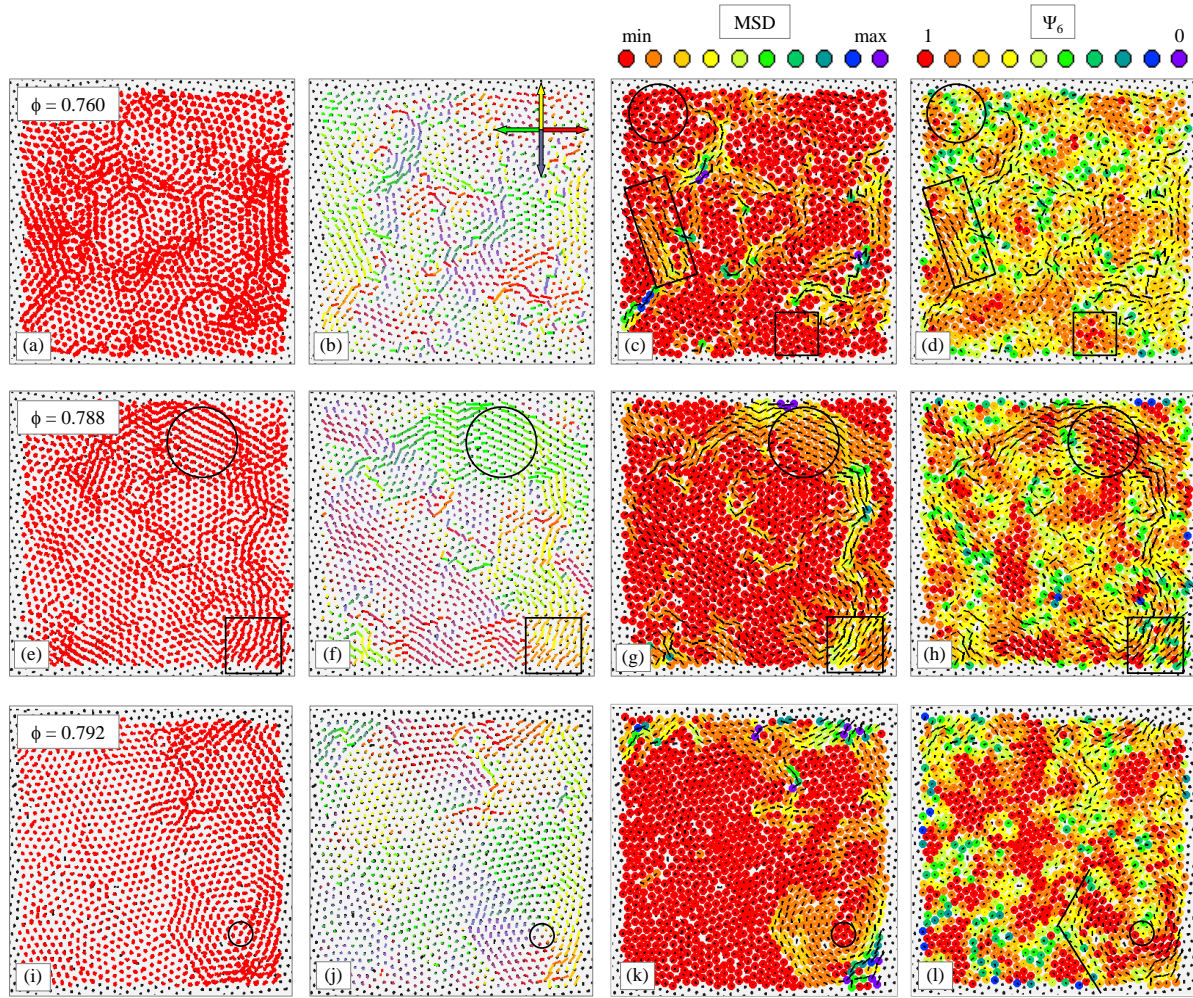 MSD
Ψ6
min
max
1
0
ϕ = 0.760
(a)
(b)
(c)
(d)
ϕ = 0.788
(e)
(f)
(g)
(h)
ϕ = 0.792
(i)
(j)
(k)
(l)